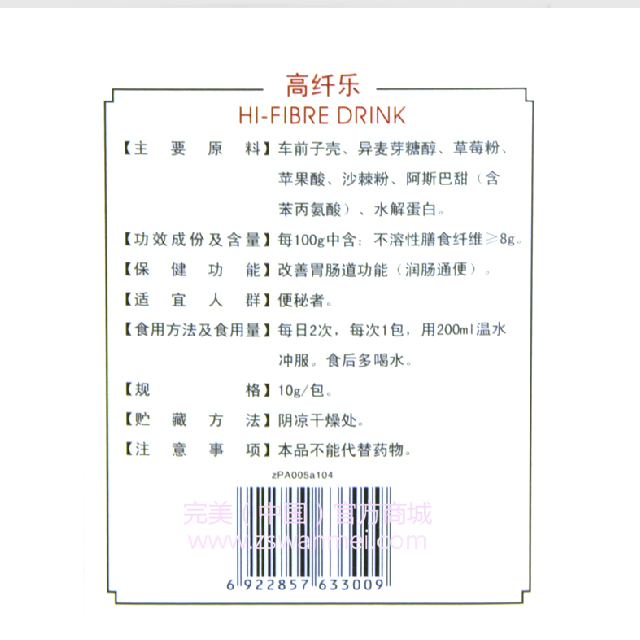 高纤乐
HI-FIBRE DRINK
【主要原料】车前子壳、异麦芽糖醇、草莓粉、
苹果酸、沙棘粉、阿斯巴甜（含
苯丙氨酸）、水解蛋白。
【功效成份及含量】每100g中含：不溶性膳食纤维≥8g。
【保健功能】改善胃肠道功能（润肠通便）。
【适宜人群】便秘者。
【食用方法及食用量】每日2次，每次1包，用200ml温水
冲服。食后多喝水。
【规格】10g/包。
【贮藏方法】阴凉干燥处。
【注意事项】本品不能代替药物。
zPA005a104
完美（中国）官方商城
www.zswanmei.com
6 922857 633009